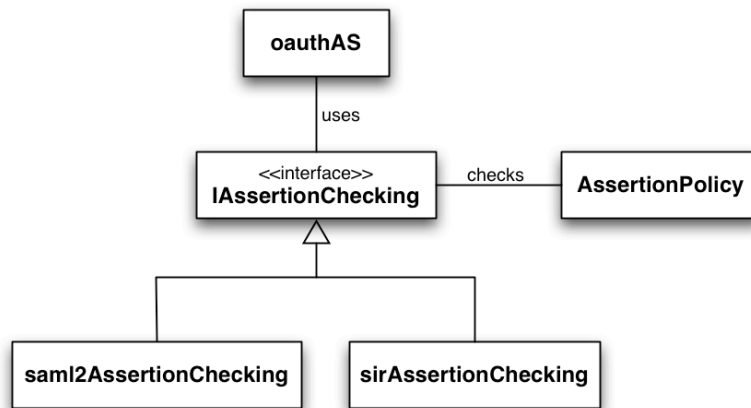 oauthAS
uses
<<interface>>
IAssertionChecking
checks
AssertionPolicy
saml2AssertionChecking
sirAssertionChecking